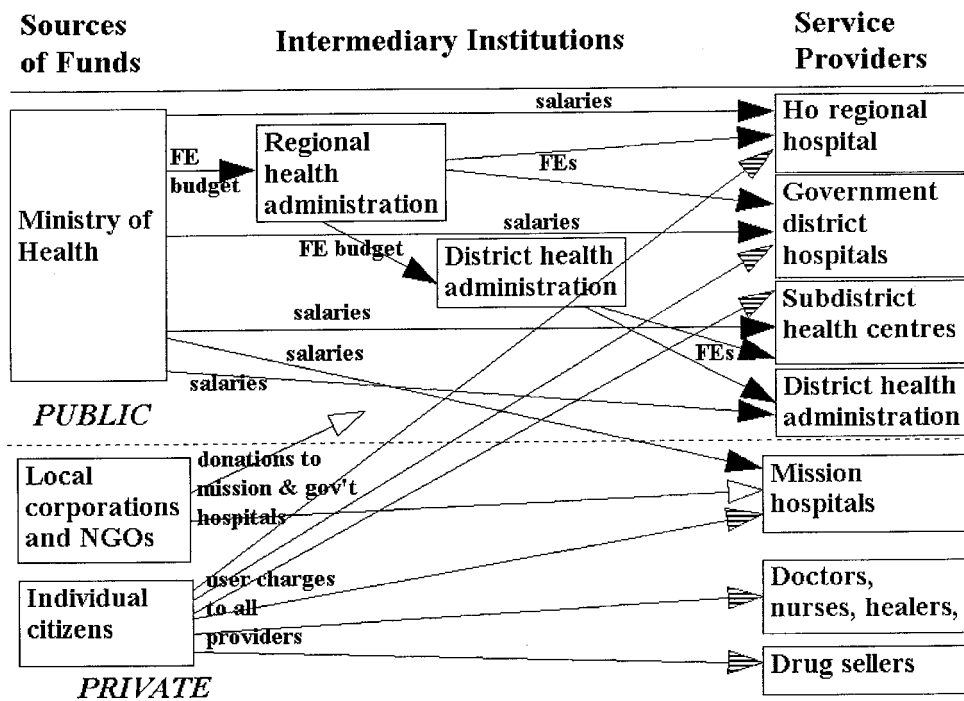 Sources
of Funds
Intermediary Institutions
Service
Providers
salaries
Ho regional
hospital
Regional
health
administration
FE
budget
FEs
Ministry of
Health
Government
district
hospitals
salaries
FE budget
District health
administration
Subdistrict
health centres
salaries
salaries
FEs
salaries
District health
administration
PUBLIC
donations to
mission & gov't
hospitals
Local
corporations
and NGOs
Mission
hospitals
user charges
to all
providers
Individual
citizens
Doctors,
nurses, healers,
Drug sellers
PRIVATE